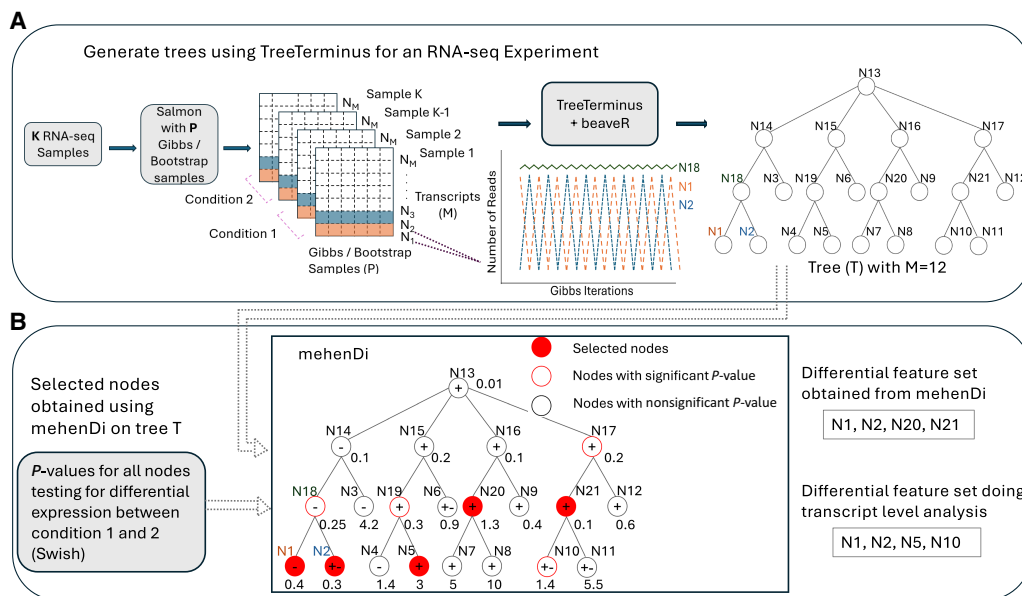 A
Generate trees using TreeTerminus for an RNA-seq Experiment
K RNA-seq
Samples
Salmon
with P
Gibbs /
Bootstrap
samples
Sample K
Sample K-1
Sample 2
Sample 1
NM
NM
NM
NM
Transcripts
(M)
N3
N2
N1
Condition 2
Condition 1
Gibbs / Bootstrap
Samples (P)
TreeTerminus
+ beaveR
Number of Reads
N18
N1
N2
Gibbs Iterations
N13
N14 N15 N16 N17
N18 N3 N19 N6 N20 N9 N21 N12
N1 N2 N4 N5 N7 N8 N10 N11
Tree (T) with M=12
B
Selected nodes
obtained using
mehenDi on tree T
P-values for all nodes
testing for differential
expression between
condition 1 and 2
(Swish)
mehenDi
Selected nodes
Nodes with significant P-value
Nodes with nonsignificant P-value
N13
+ 0.01
N14 N15 N16 N17
- + + +
0.1 0.2 0.1 0.2
N18 N3 N19 N6 N20 N9 N21 N12
- - + +- + + + +
0.25 4.2 0.3 0.9 1.3 0.4 0.1 0.6
N1 N2 N4 N5 N7 N8 N10 N11
- +- - + + + +- +-
0.4 0.3 1.4 3 5 10 1.4 5.5
Differential feature set
obtained from mehenDi
N1, N2, N20, N21
Differential feature set doing
transcript level analysis
N1, N2, N5, N10